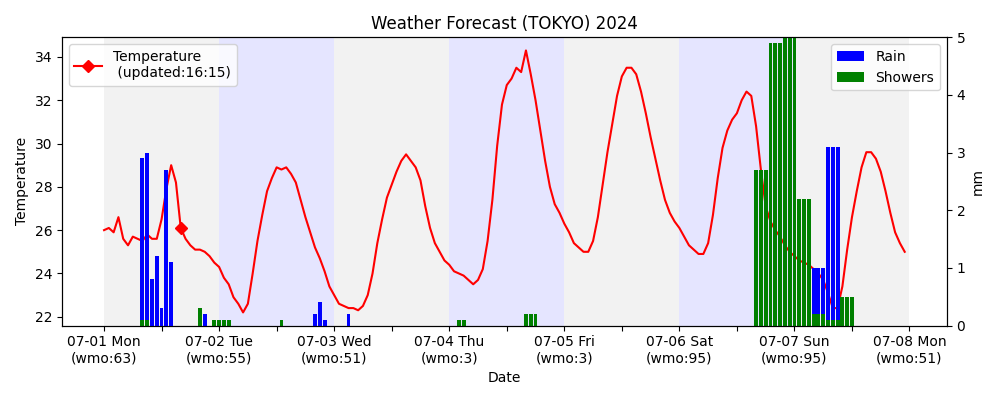 Weather Forecast (TOKYO) 2024
Temperature
(updated:16:15)
Rain
Showers
34
32
30
28
26
24
22
Temperature
5
4
3
2
1
0
mm
07-01 Mon 07-02 Tue 07-03 Wed 07-04 Thu 07-05 Fri 07-06 Sat 07-07 Sun 07-08 Mon
(wmo:63) (wmo:55) (wmo:51) (wmo:3) (wmo:3) (wmo:95) (wmo:95) (wmo:51)
Date